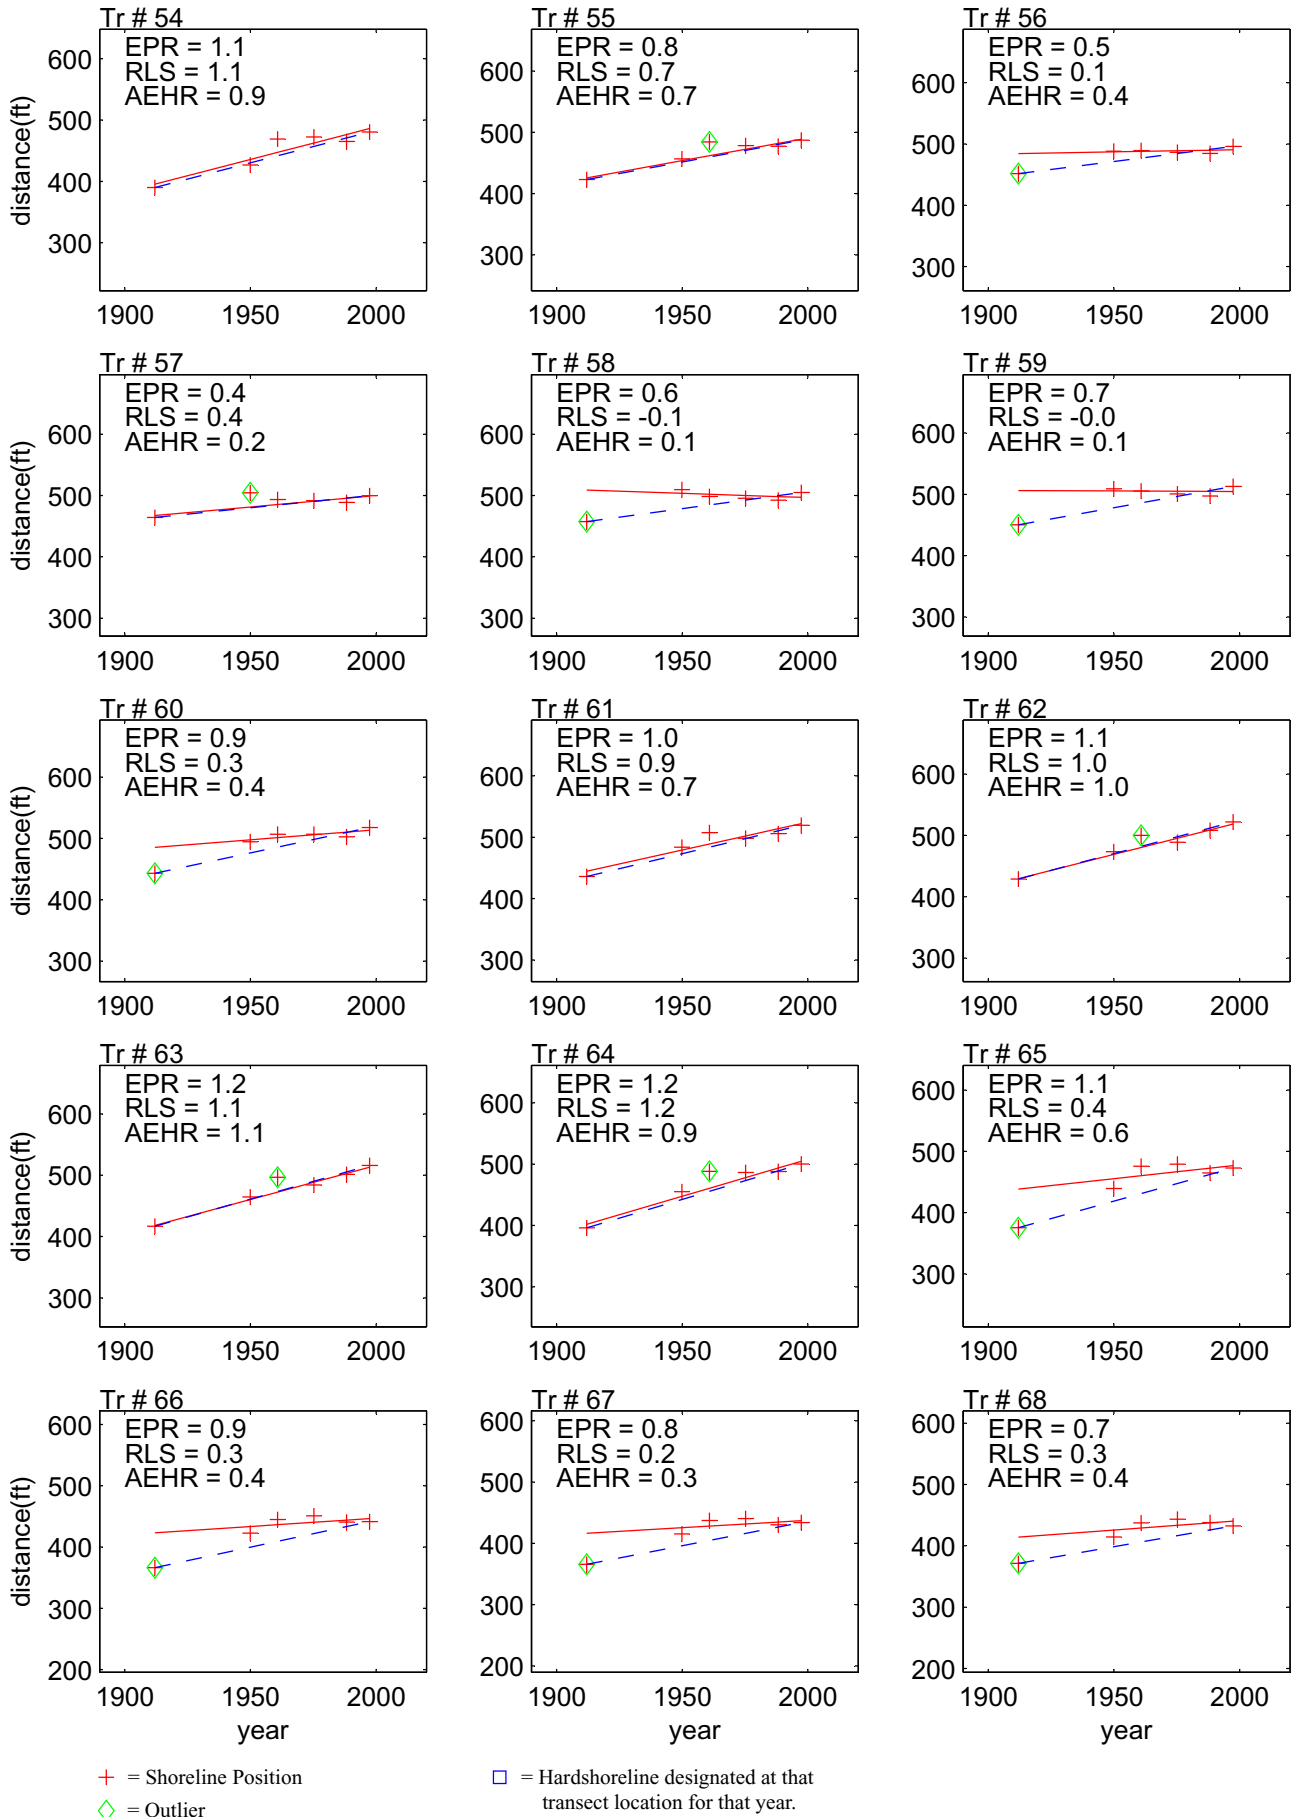 Tr # 54
EPR = 1.1
RLS = 1.1
AEHR = 0.9
distance(ft)
600
500
400
300
1900
1950
2000
Tr # 55
EPR = 0.8
RLS = 0.7
AEHR = 0.7
600
500
400
300
1900
1950
2000
Tr # 56
EPR = 0.5
RLS = 0.1
AEHR = 0.4
600
500
400
300
1900
1950
2000
Tr # 57
EPR = 0.4
RLS = 0.4
AEHR = 0.2
distance(ft)
600
500
400
300
1900
1950
2000
Tr # 58
EPR = 0.6
RLS = -0.1
AEHR = 0.1
600
500
400
300
1900
1950
2000
Tr # 59
EPR = 0.7
RLS = -0.0
AEHR = 0.1
600
500
400
300
1900
1950
2000
Tr # 60
EPR = 0.9
RLS = 0.3
AEHR = 0.4
distance(ft)
600
500
400
300
1900
1950
2000
Tr # 61
EPR = 1.0
RLS = 0.9
AEHR = 0.7
600
500
400
300
1900
1950
2000
Tr # 62
EPR = 1.1
RLS = 1.0
AEHR = 1.0
600
500
400
300
1900
1950
2000
Tr # 63
EPR = 1.2
RLS = 1.1
AEHR = 1.1
distance(ft)
600
500
400
300
1900
1950
2000
Tr # 64
EPR = 1.2
RLS = 1.2
AEHR = 0.9
600
500
400
300
1900
1950
2000
Tr # 65
EPR = 1.1
RLS = 0.4
AEHR = 0.6
600
500
400
300
1900
1950
2000
Tr # 66
EPR = 0.9
RLS = 0.3
AEHR = 0.4
distance(ft)
600
500
400
300
200
1900
1950
2000
year
Tr # 67
EPR = 0.8
RLS = 0.2
AEHR = 0.3
600
500
400
300
200
1900
1950
2000
year
Tr # 68
EPR = 0.7
RLS = 0.3
AEHR = 0.4
600
500
400
300
200
1900
1950
2000
year
= Shoreline Position
= Outlier
= Hardshoreline designated at that
transect location for that year.